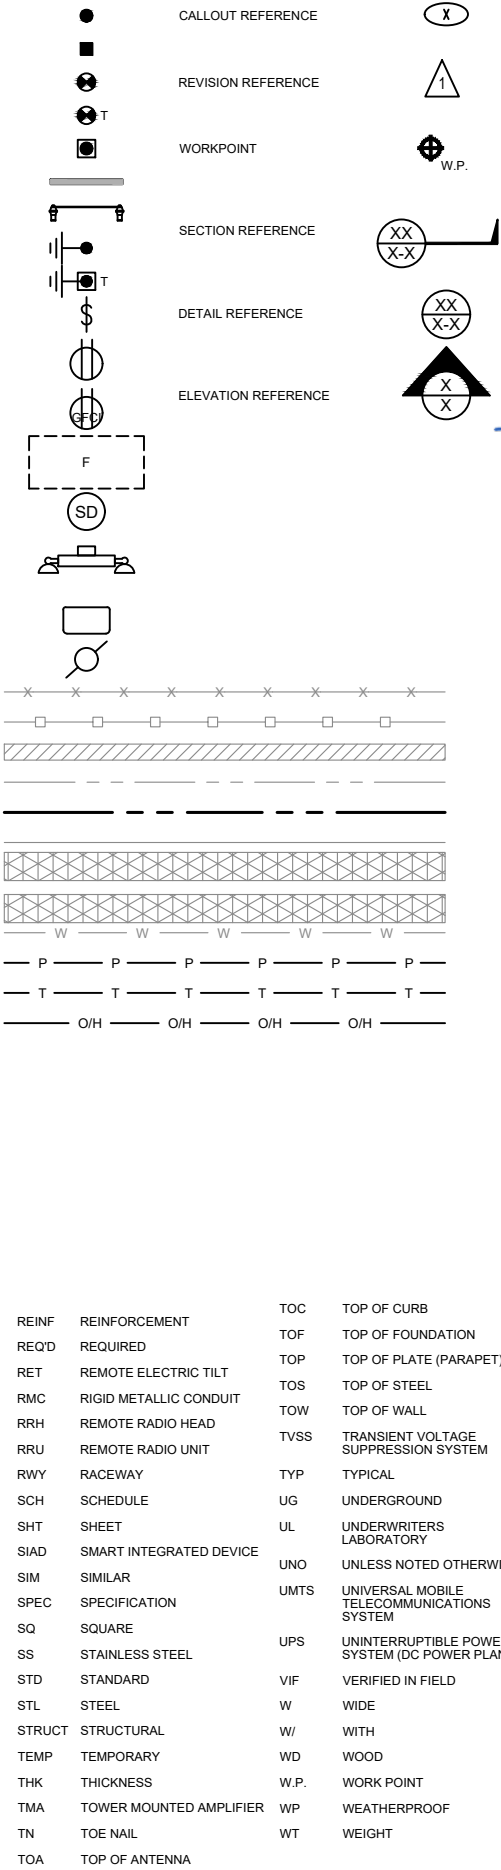 CALLOUT REFERENCE
X
REVISION REFERENCE
1
T
WORKPOINT
W.P.
SECTION REFERENCE
XX
X-X
T
$
DETAIL REFERENCE
XX
X-X
ELEVATION REFERENCE
X
X
GFCI
F
SD
X X X X X X X X X
W W W W W
P P P P P P
T T T T T T
O/H O/H O/H O/H
REINF REINFORCEMENT
REQ'D REQUIRED
RET REMOTE ELECTRIC TILT
RMC RIGID METALLIC CONDUIT
RRH REMOTE RADIO HEAD
RRU REMOTE RADIO UNIT
RWY RACEWAY
SCH SCHEDULE
SHT SHEET
SIAD SMART INTEGRATED DEVICE
SIM SIMILAR
SPEC SPECIFICATION
SQ SQUARE
SS STAINLESS STEEL
STD STANDARD
STL STEEL
STRUCT STRUCTURAL
TEMP TEMPORARY
THK THICKNESS
TMA TOWER MOUNTED AMPLIFIER
TN TOE NAIL
TOA TOP OF ANTENNA
TOC TOP OF CURB
TOF TOP OF FOUNDATION
TOP TOP OF PLATE (PARAPET)
TOS TOP OF STEEL
TOW TOP OF WALL
TVSS TRANSIENT VOLTAGE
SUPPRESSION SYSTEM
TYP TYPICAL
UG UNDERGROUND
UL UNDERWRITERS
LABORATORY
UNO UNLESS NOTED OTHERWI
UMTS UNIVERSAL MOBILE
TELECOMMUNICATIONS
SYSTEM
UPS UNINTERRUPTIBLE POWE
SYSTEM (DC POWER PLAN
VIF VERIFIED IN FIELD
W WIDE
W/ WITH
WD WOOD
W.P. WORK POINT
WP WEATHERPROOF
WT WEIGHT